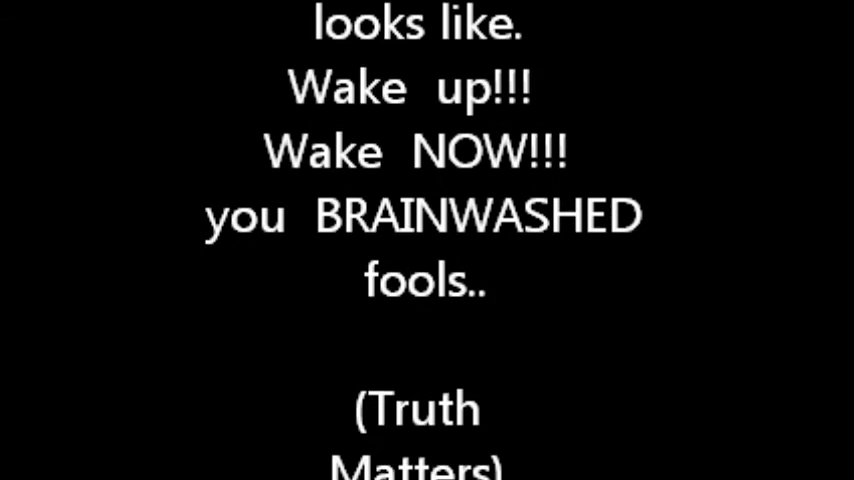 looks like.
Wake up!!!
Wake NOW!!!
you BRAINWASHED
fools..
(Truth
Matters)